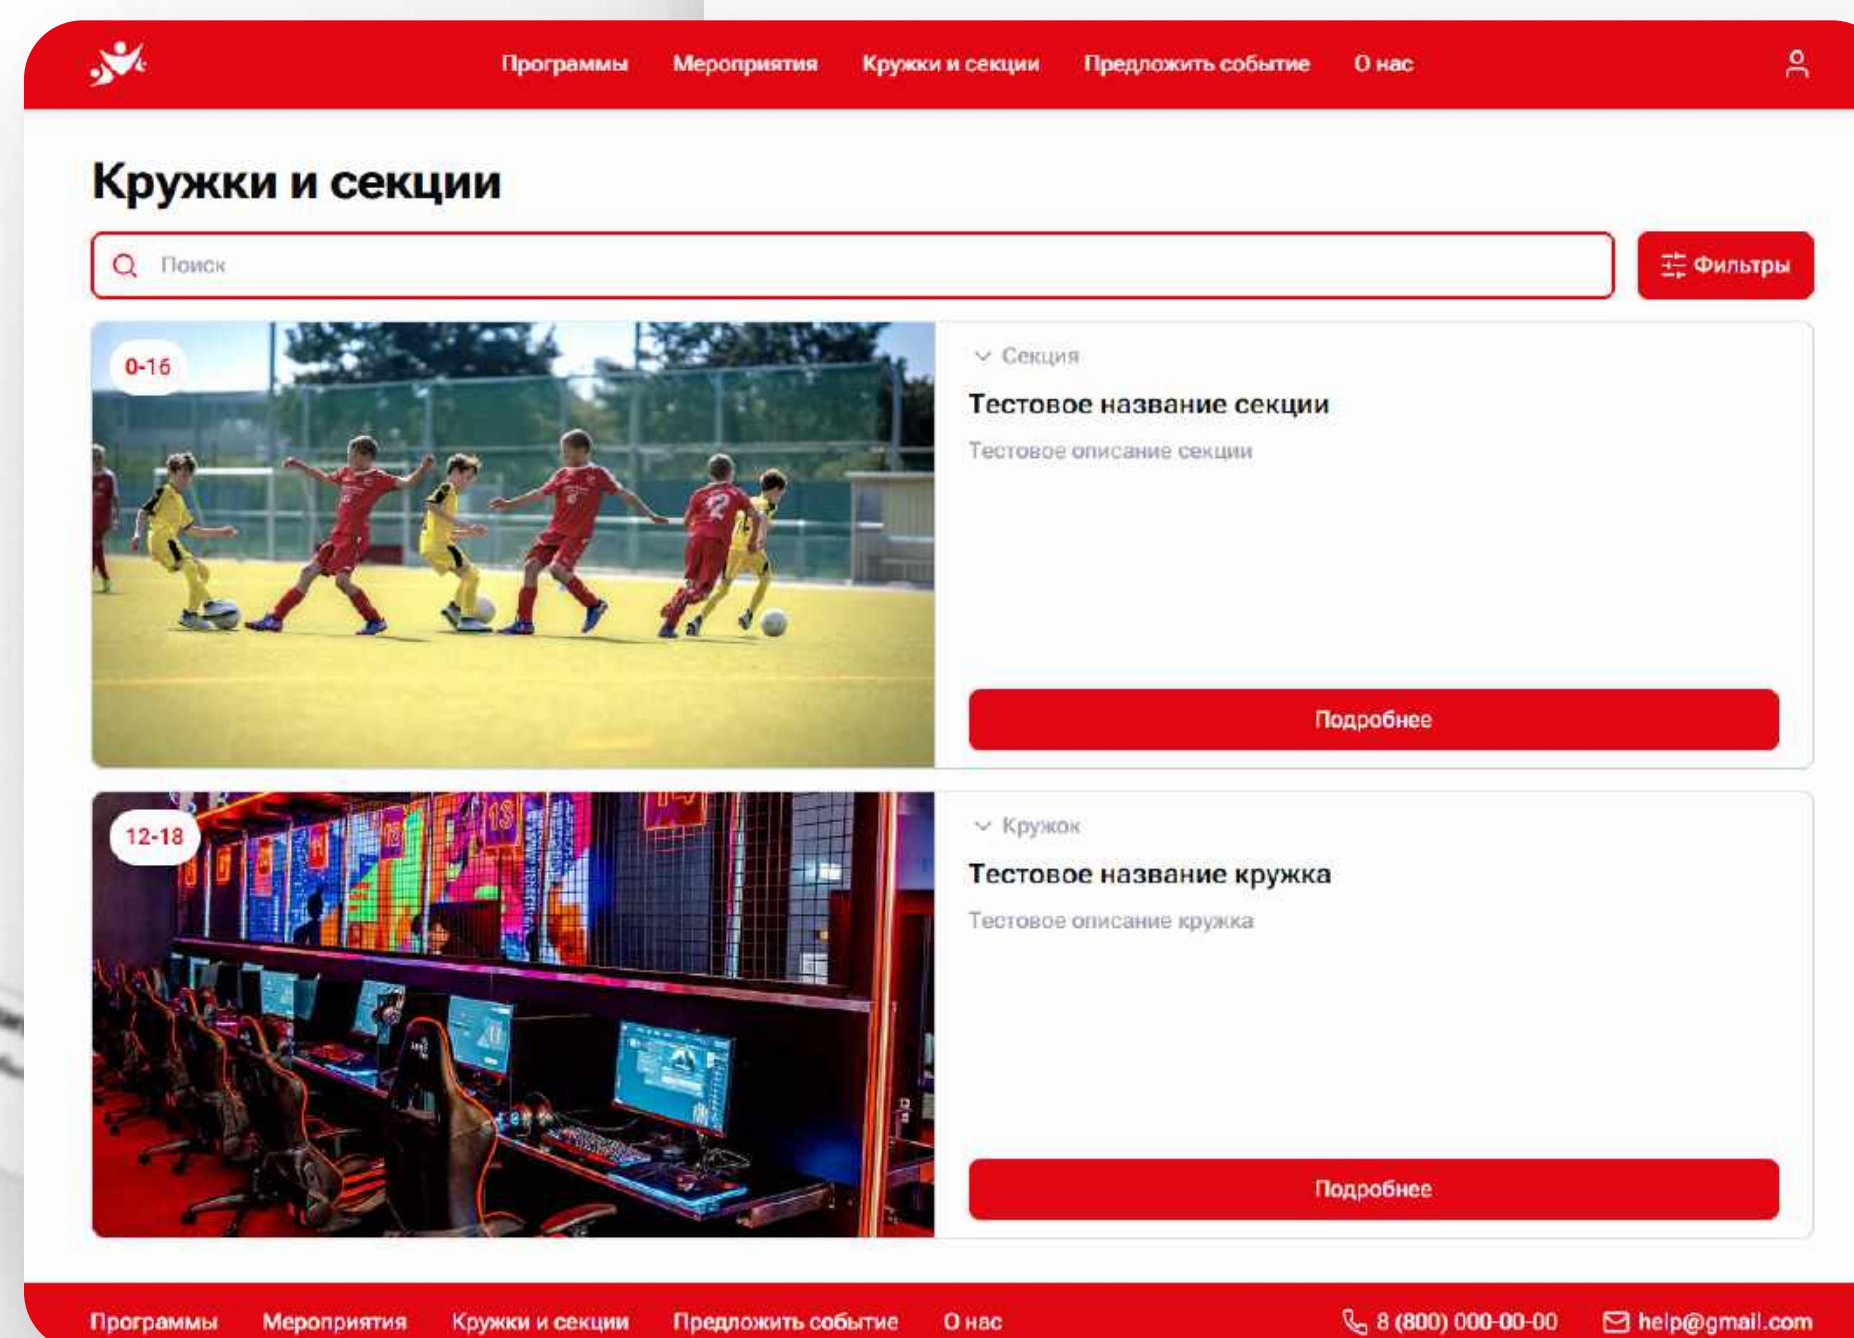 Программы Мероприятия Кружки и секции Предложить событие О нас
Кружки и секции
Поиск
Фильтры
0-16
Секция
Тестовое название секции
Тестовое описание секции
Подробнее
12-18
Кружок
Тестовое название кружка
Тестовое описание кружка
Подробнее
Программы Мероприятия Кружки и секции Предложить событие О нас 8 (800) 000-00-00 help@gmail.com